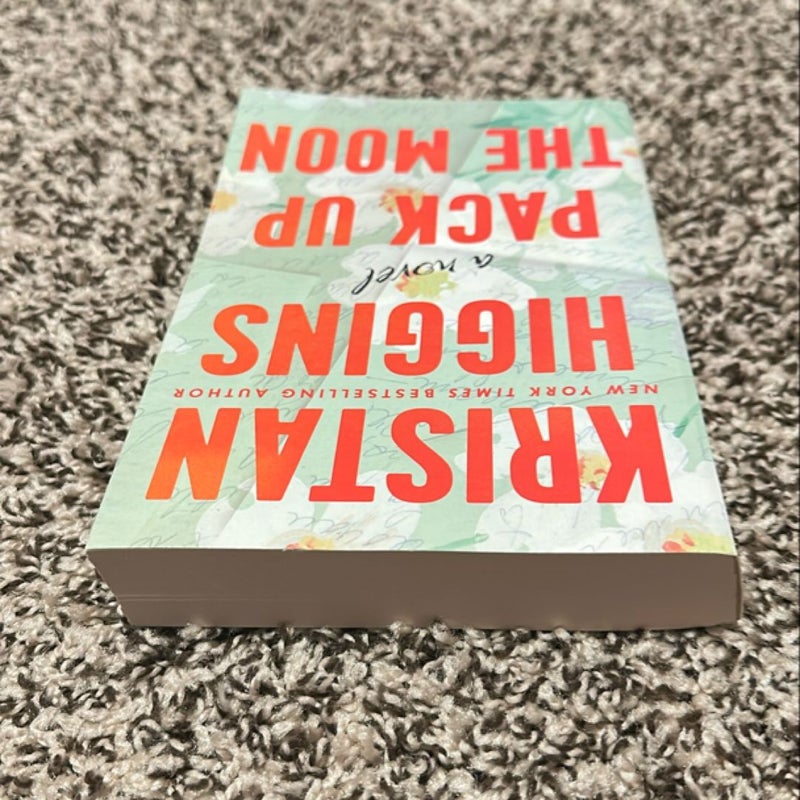 KRISTAN
NEW YORK TIMES BESTSELLING AUTHOR
HIGGINS
a novel
PACK UP
THE MOON